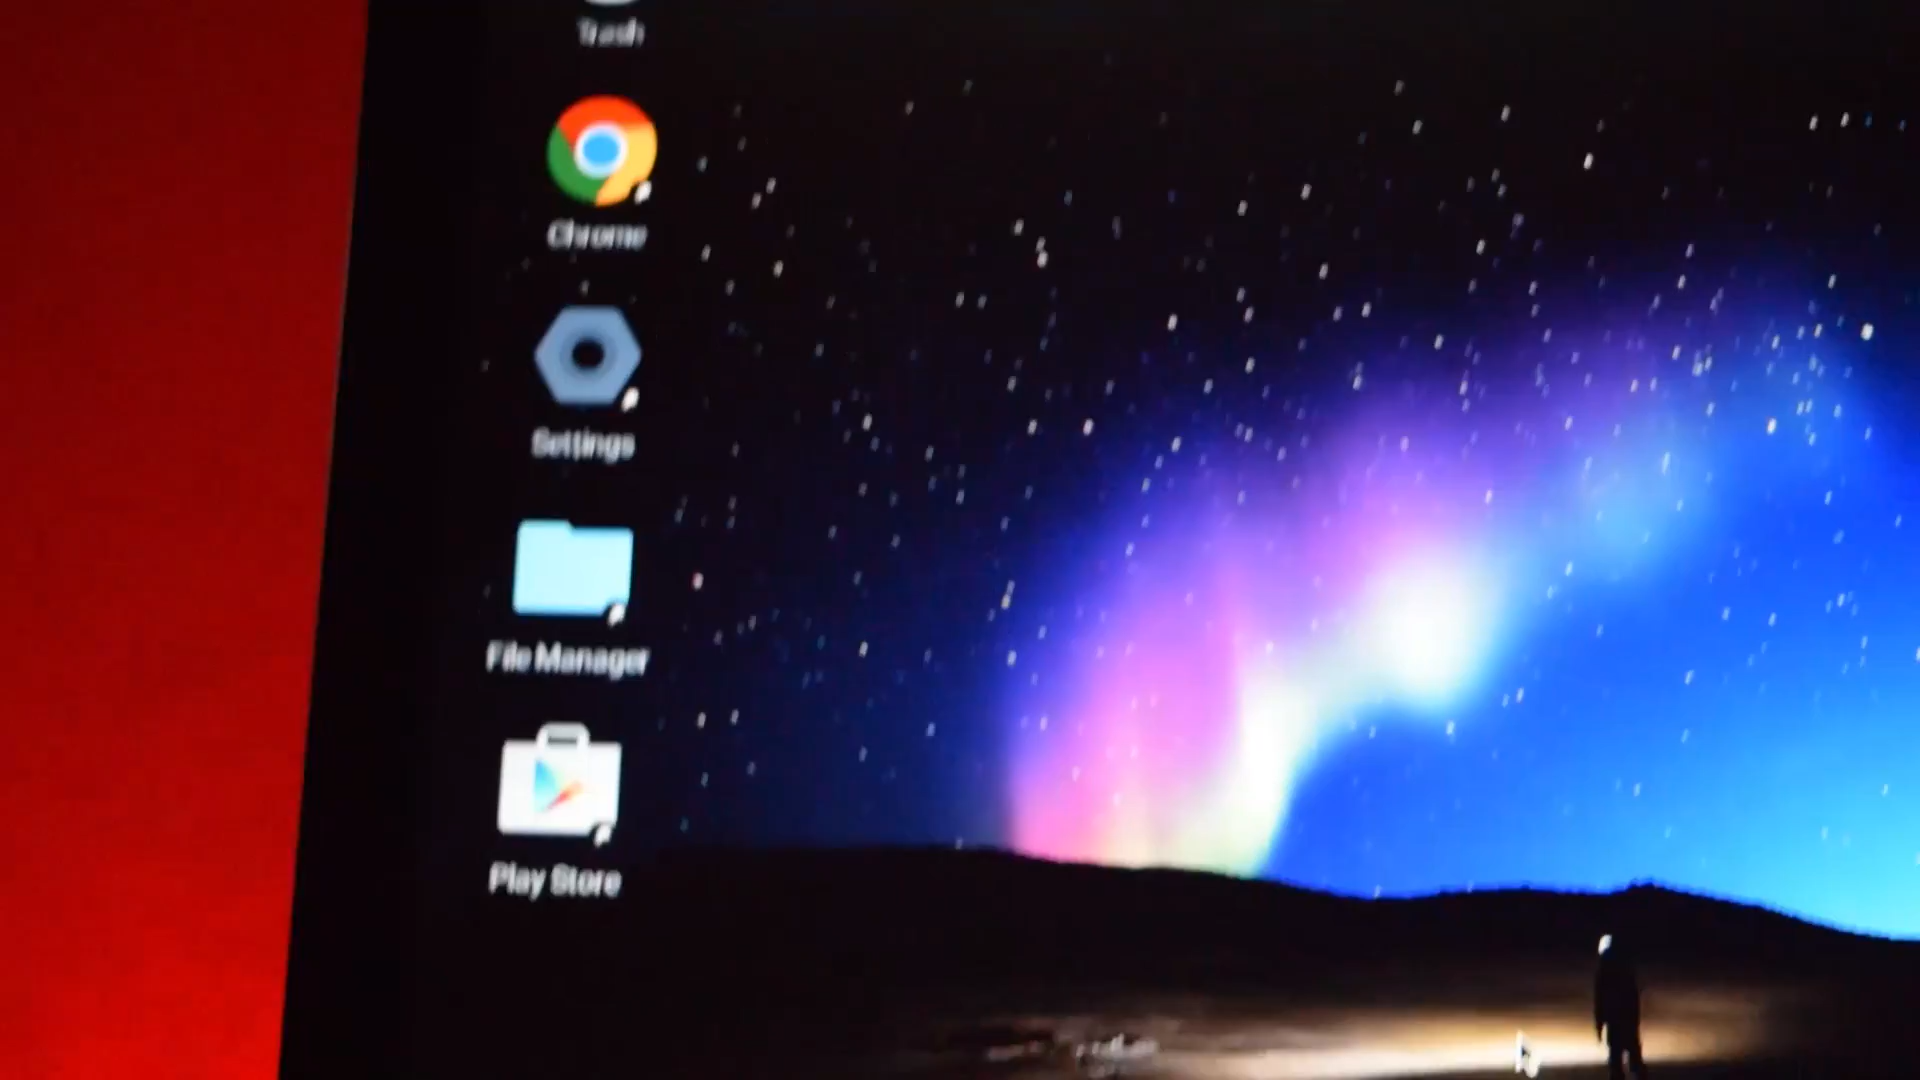 Trash
Chrome
Settings
File Manager
Play Store